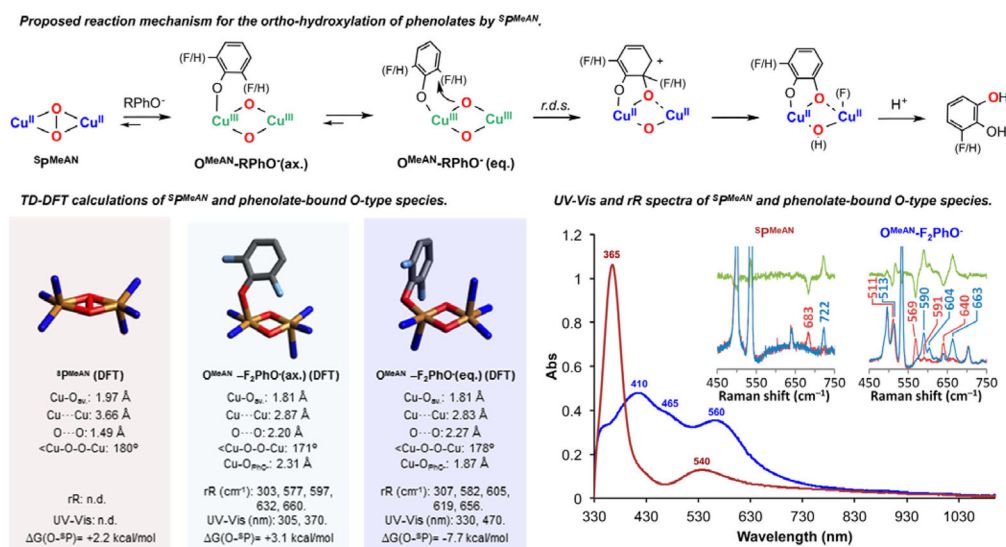 Proposed reaction mechanism for the ortho-hydroxylation of phenolates by SPMeAN.
(F/H)
(F/H)
O
CuII
O
O
CuII
SPMeAN
RPhO-
O
CuIII
O
CuIII
OMeAN-RPhO-(ax.)
(F/H)
(F/H)
O
O
CuIII
O
CuIII
OMeAN-RPhO- (eq.)
r.d.s.
(F/H)
+
(F/H)
O
O
CuII
CuII
O
(F/H)
O
O
(F)
CuII
CuII
O
(H)
H+
OH
OH
(F/H)
TD-DFT calculations of SPMeAN and phenolate-bound O-type species.
SPMeAN (DFT)
Cu-Oav.: 1.97 Å
Cu···Cu: 3.66 Å
O···O: 1.49 Å
<Cu-O-O-Cu: 180º
rR: n.d.
UV-Vis: n.d.
ΔG(O-SP)= +2.2 kcal/mol
OMeAN –F2PhO-(ax.) (DFT)
Cu-Oav.: 1.81 Å
Cu···Cu: 2.87 Å
O···O: 2.20 Å
<Cu-O-O-Cu: 171º
Cu-OPhO-: 2.31 Å
rR (cm-1): 303, 577, 597,
632, 660.
UV-Vis (nm): 305, 370.
ΔG(O-SP)= +3.1 kcal/mol
OMeAN –F2PhO-(eq.) (DFT)
Cu-Oav.: 1.81 Å
Cu···Cu: 2.83 Å
O···O: 2.27 Å
<Cu-O-O-Cu: 178º
Cu-OPhO-: 1.87 Å
rR (cm-1): 307, 582, 605,
619, 656.
UV-Vis (nm): 330, 470.
ΔG(O-SP)= -7.7 kcal/mol
UV-Vis and rR spectra of SPMeAN and phenolate-bound O-type species.
Abs
1.2
1
0.8
0.6
0.4
0.2
0
330 430 530 630 730 830 930 1030
Wavelength (nm)
365
410
465
560
540
SPMeAN
683
722
450 550 650 750
Raman shift (cm-1)
OMeAN-F2PhO-
511
513
569
590
591
604
640
663
450 550 650 750
Raman shift (cm-1)